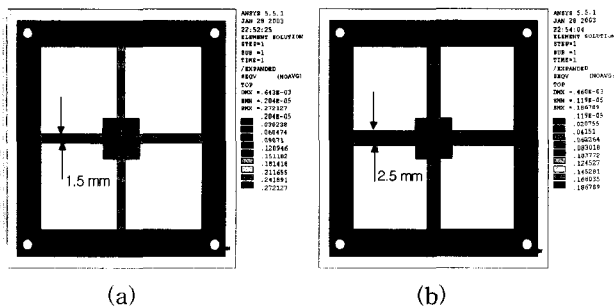 ANSYS 5.5.1
JAN 28 2003
22:52:25
ELEMENT SOLUTION
STEP=1
SUB =1
TIME=1
/EXPANDED
SEQV (NOAVG)
TOP
DMX =.643E-03
SMN =.204E-05
SMX =.272127
.204E-05
.030238
.060474
.09071
.120946
.151182
.181418
.211655
.241891
.272127
1.5 mm
(a)
ANSYS 5.5.1
JAN 28 2003
22:54:04
ELEMENT SOLUTION
STEP=1
SUB =1
TIME=1
/EXPANDED
SEQV (NOAVG)
TOP
SMN =.119E-05
SMX =.186789
.119E-05
.020755
.04151
.062264
.083018
.103772
.124527
.145281
.166035
.186789
2.5 mm
(b)